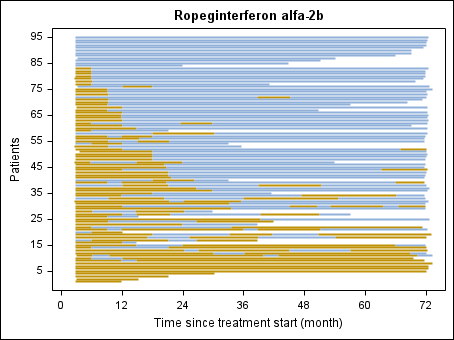 Ropeginterferon alfa-2b
95
85
75
65
55
45
35
25
15
5
Patients
0 12 24 36 48 60 72
Time since treatment start (month)